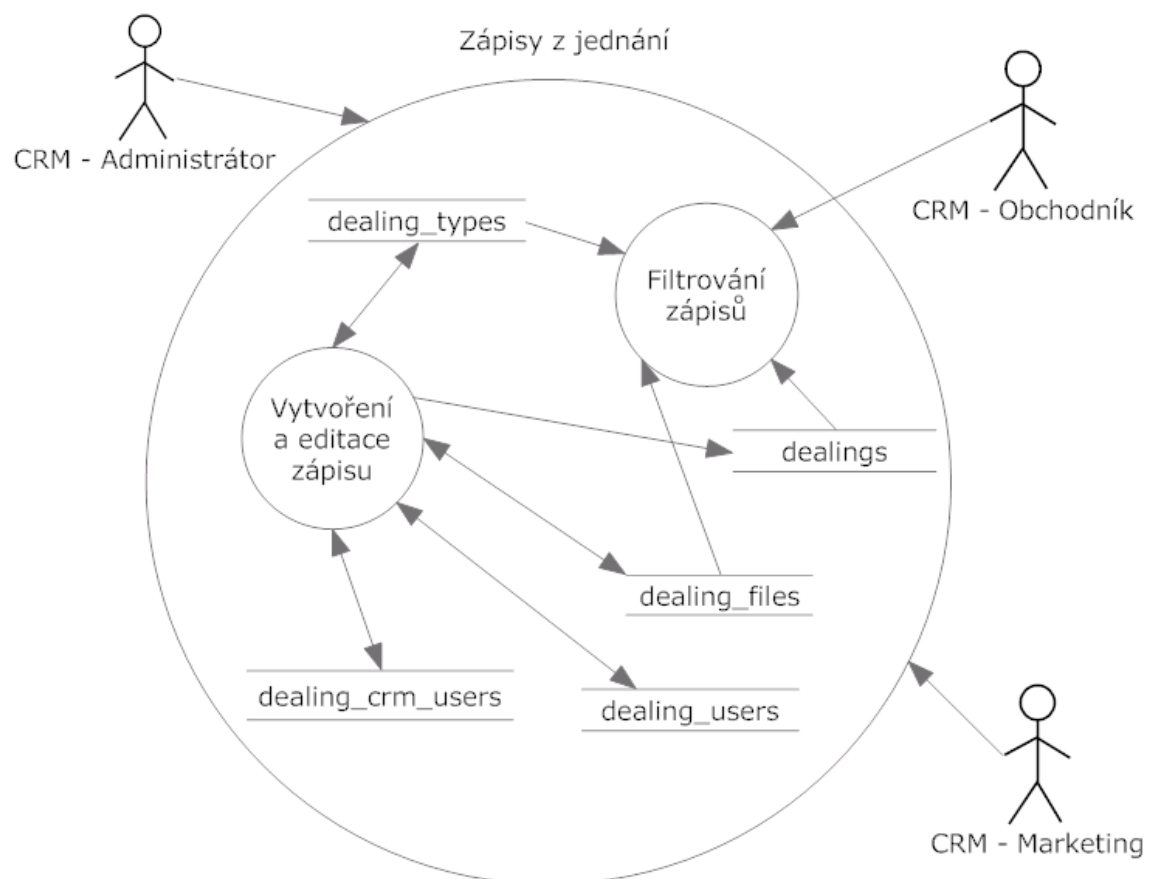 Zápisy z jednání
CRM - Administrátor
CRM - Obchodník
dealing_types
Filtrování
zápisů
Vytvoření
a editace
zápisu
dealings
dealing_files
dealing_crm_users
dealing_users
CRM - Marketing